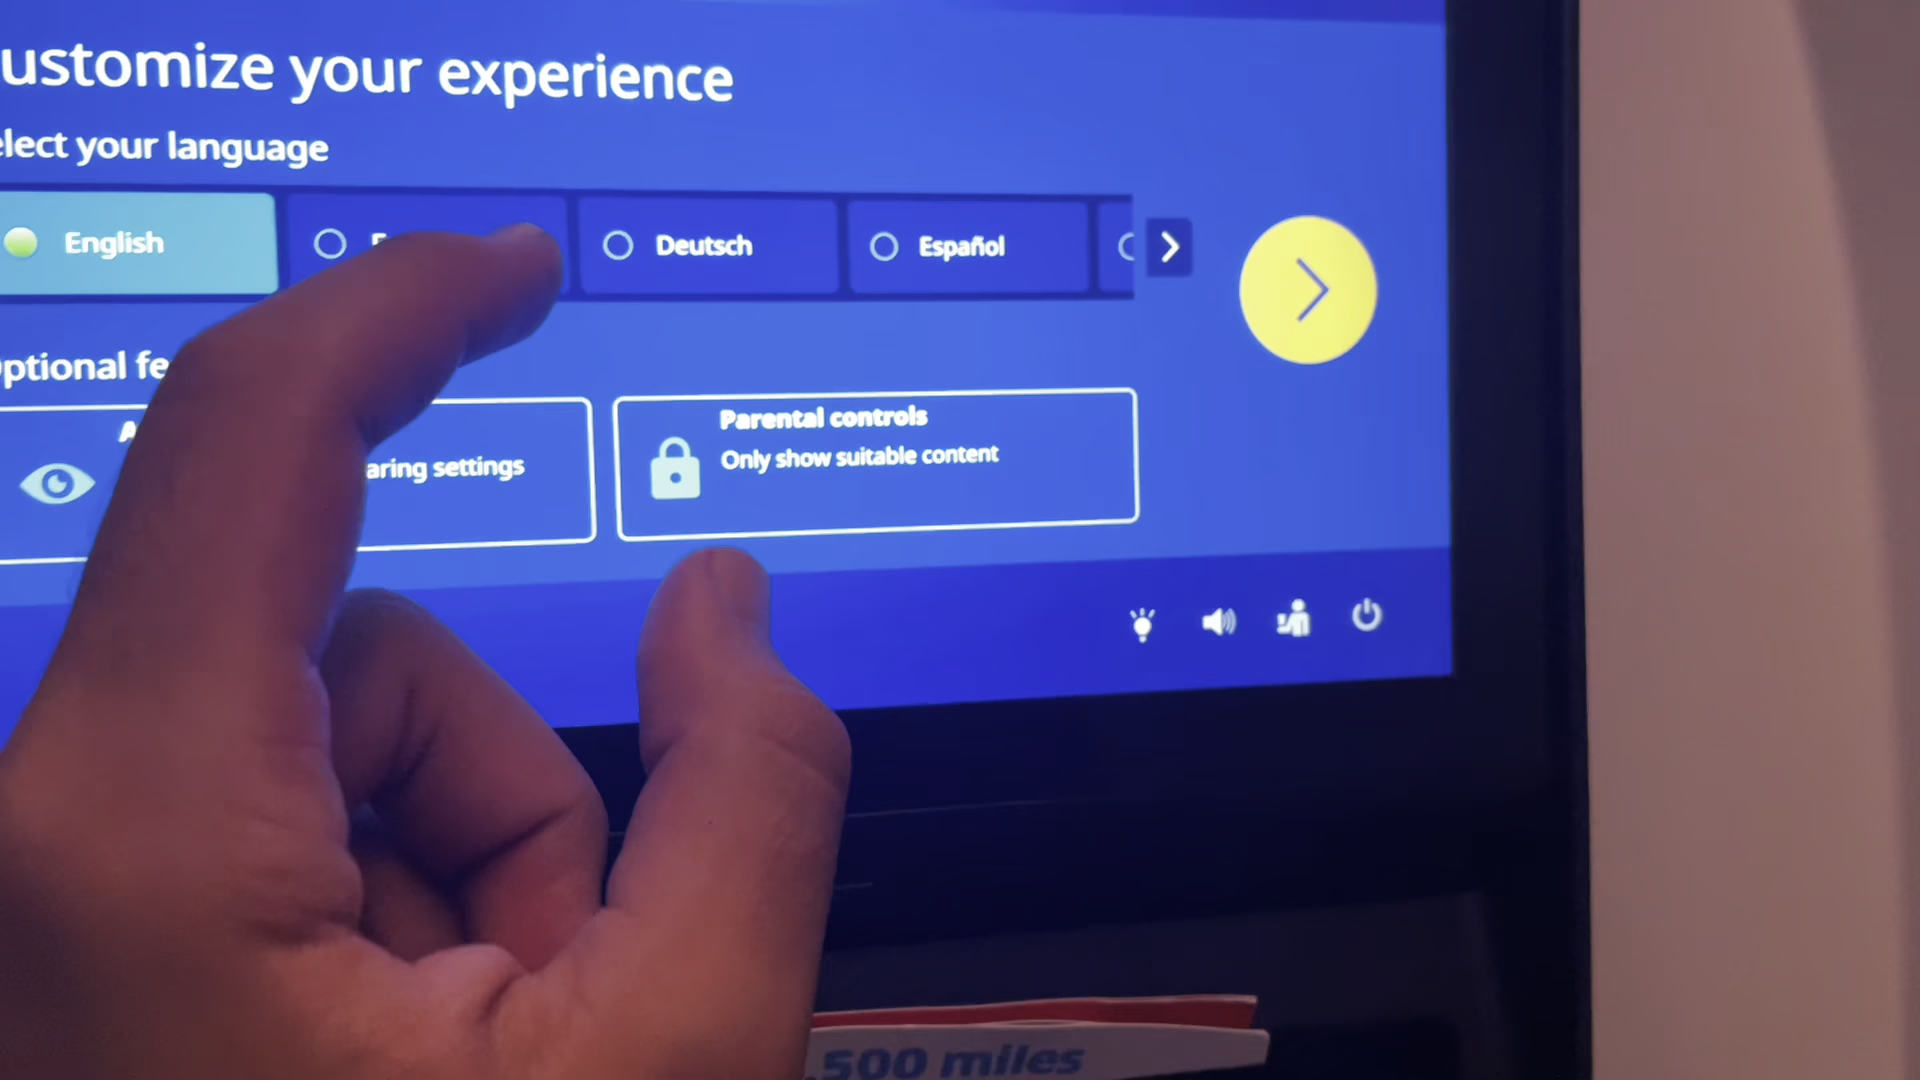 ustomize your experience
elect your language
English
Deutsch
Español
ptional fe
aring settings
Parental controls
Only show suitable content
,500 miles